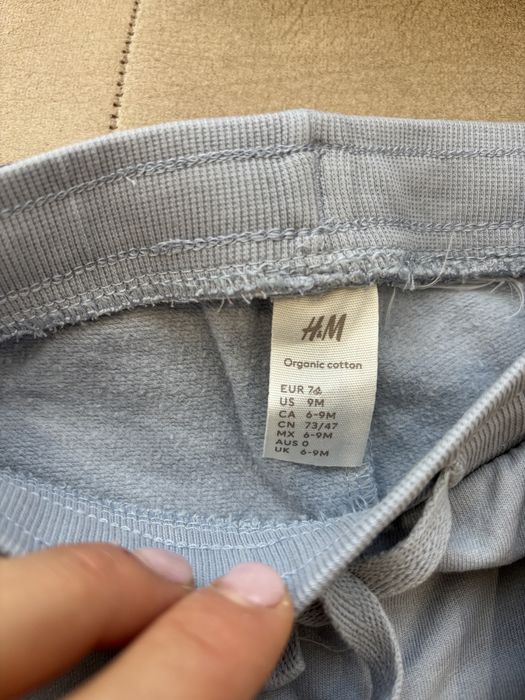 H&M
Organic cotton
EUR 74
US 9M
CA 6-9M
CN 73/47
MX 6-9M
AUS 0
UK 6-9M